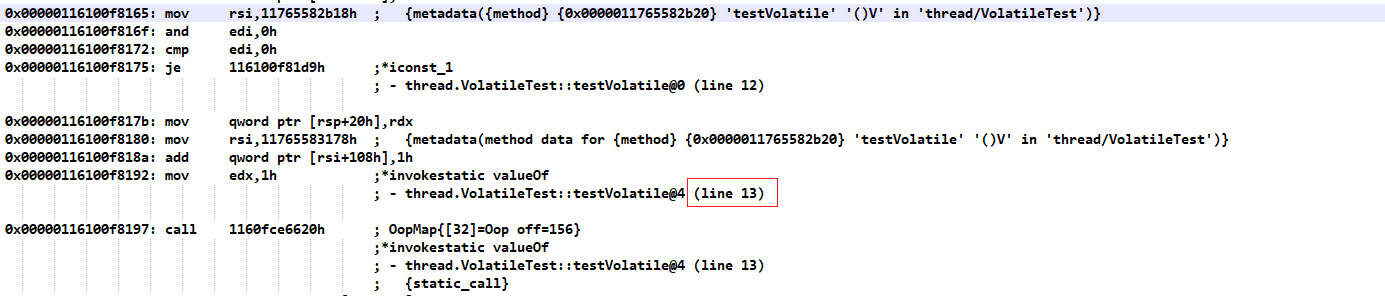 0x00000116100f8165: mov rsi,11765582b18h ; {metadata({method} {0x0000011765582b20} 'testVolatile' '()V' in 'thread/VolatileTest')}
0x00000116100f816f: and edi,0h
0x00000116100f8172: cmp edi,0h
0x00000116100f8175: je 116100f81d9h ;*iconst_1
; - thread.VolatileTest::testVolatile@0 (line 12)
0x00000116100f817b: mov qword ptr [rsp+20h],rdx
0x00000116100f8180: mov rsi,11765583178h ; {metadata(method data for {method} {0x0000011765582b20} 'testVolatile' '()V' in 'thread/VolatileTest')}
0x00000116100f818a: add qword ptr [rsi+108h],1h
0x00000116100f8192: mov edx,1h ;*invokestatic valueOf
; - thread.VolatileTest::testVolatile@4 (line 13)
0x00000116100f8197: call 1160fce6620h ; OopMap{[32]=Oop off=156}
;*invokestatic valueOf
; - thread.VolatileTest::testVolatile@4 (line 13)
; {static_call}